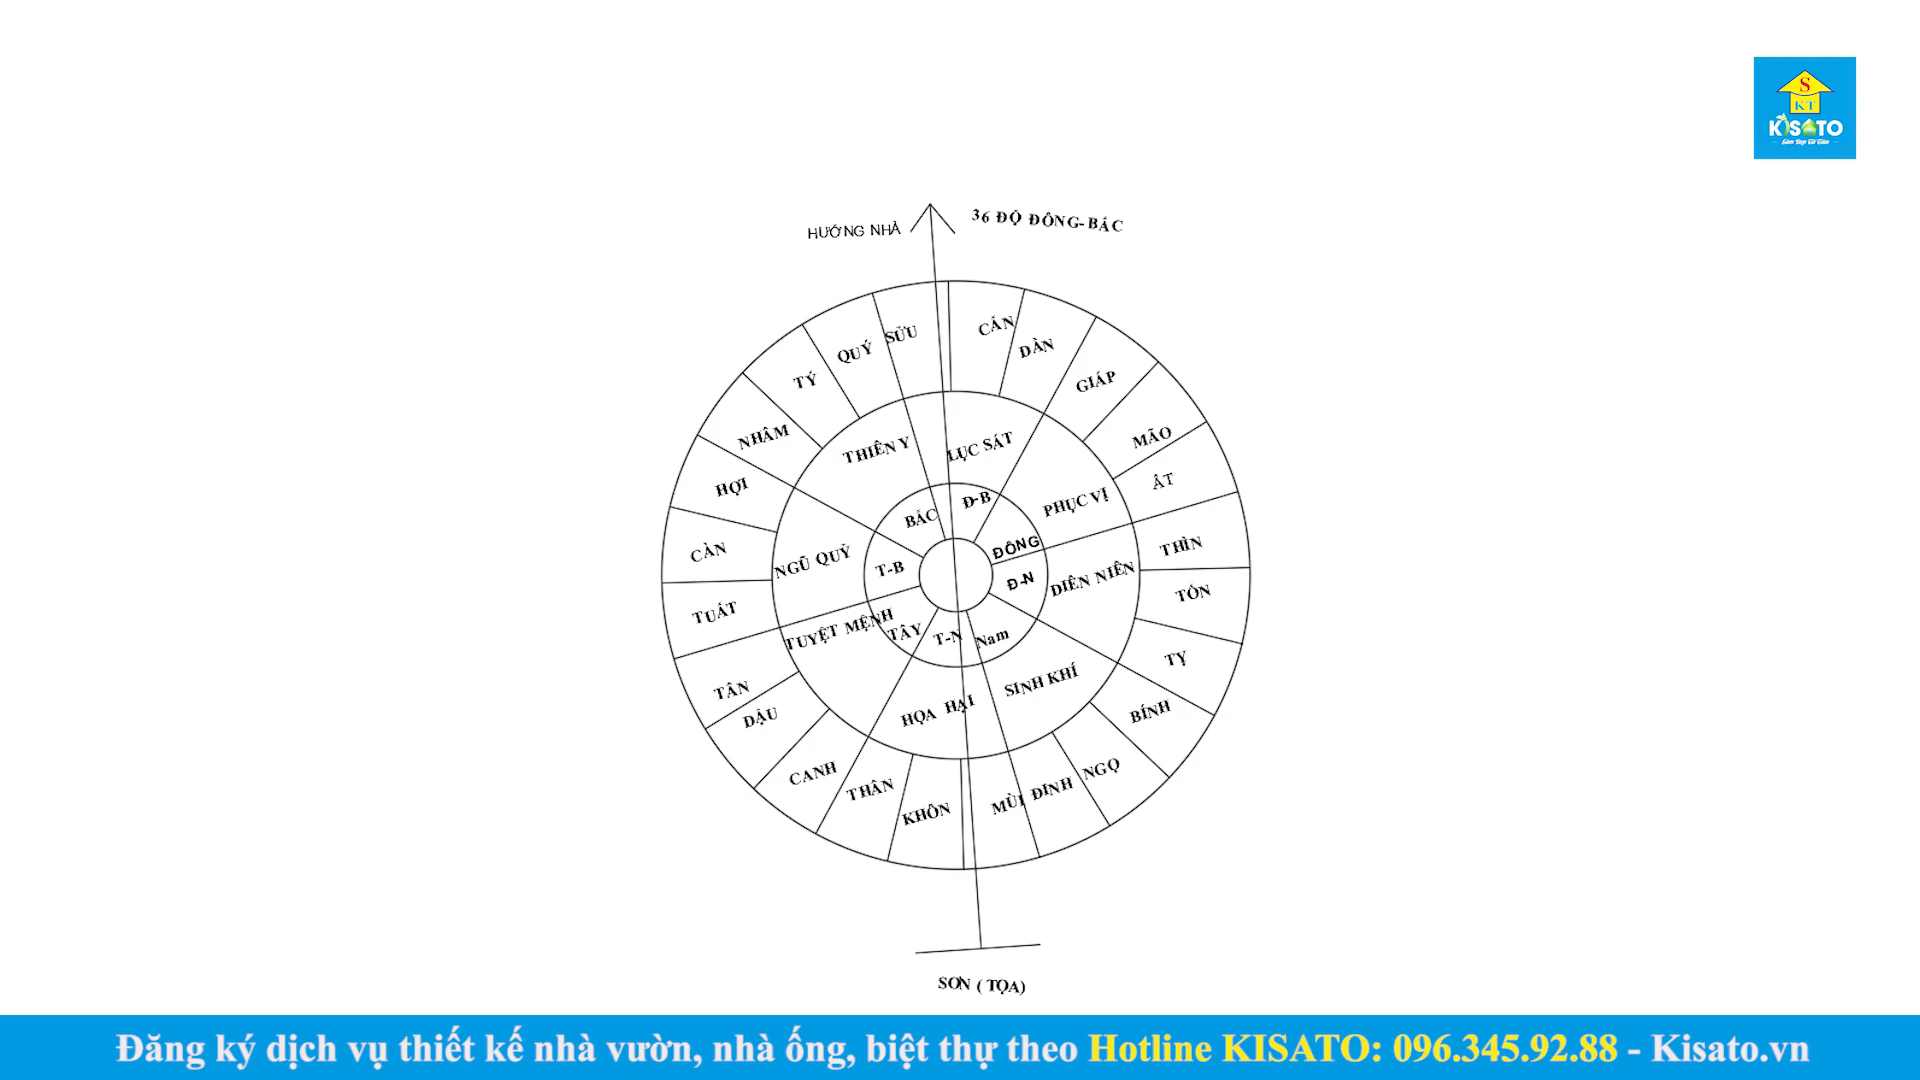 S
KT
KISATO
HƯỚNG NHÀ
36 ĐỘ ĐÔNG-BẮC
SỬU
CẤN
QUÝ
DẦN
TÝ
GIÁP
NHÂM
MÃO
THIÊN Y
LỤC SÁT
HỢI
ẤT
PHỤC VỊ
BẮC
Đ-B
CÀN
NGŨ QUỶ
T-B
ĐÔNG
THÌN
Đ-N
DIÊN NIÊN
TỐN
TUẤT
TUYỆT MỆNH
TÂY
T-N
Nam
TỴ
TÂN
SINH KHÍ
DẬU
HỌA HẠI
BÍNH
CANH
NGỌ
THÂN
ĐINH
KHÔN
MÙI
SƠN ( TỌA)
Đăng ký dịch vụ thiết kế nhà vườn, nhà ống, biệt thự theo Hotline KISATO: 096.345.92.88 - Kisato.vn